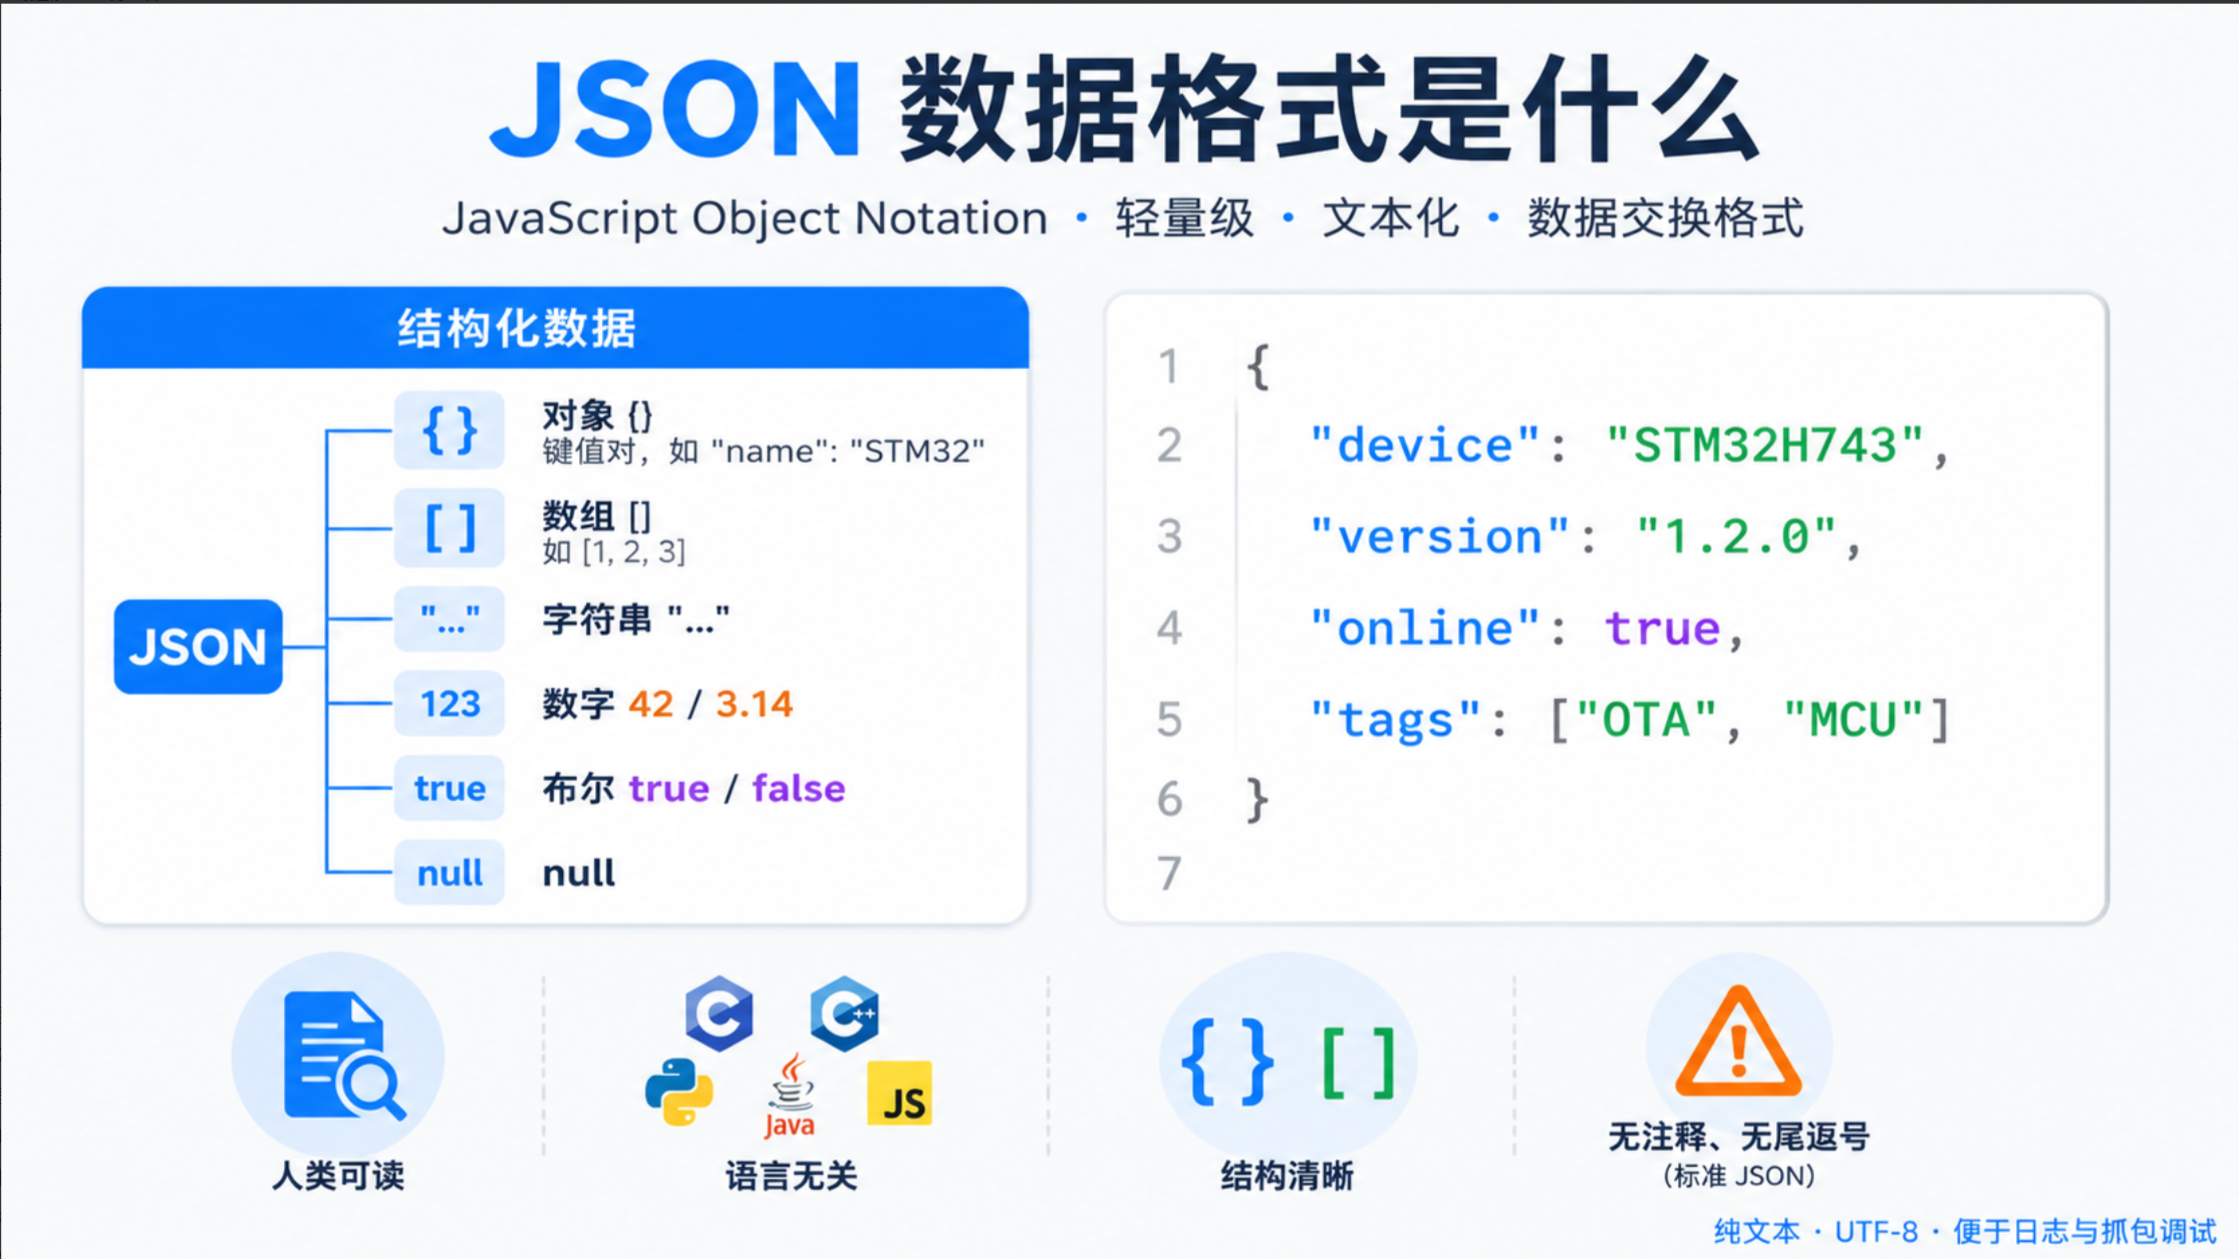 JSON 数据格式是什么
JavaScript Object Notation · 轻量级 · 文本化 · 数据交换格式
结构化数据
JSON
{ }
对象 {}
键值对，如 "name": "STM32"
[ ]
数组 []
如 [1, 2, 3]
"..."
字符串 "..."
123
数字 42 / 3.14
true
布尔 true / false
null
null
1 {
2 "device": "STM32H743",
3 "version": "1.2.0",
4 "online": true,
5 "tags": ["OTA", "MCU"]
6 }
7
人类可读
C
C++
Java
JS
语言无关
{ } [ ]
结构清晰
!
无注释、无尾返号
（标准 JSON）
纯文本 · UTF-8 · 便于日志与抓包调试